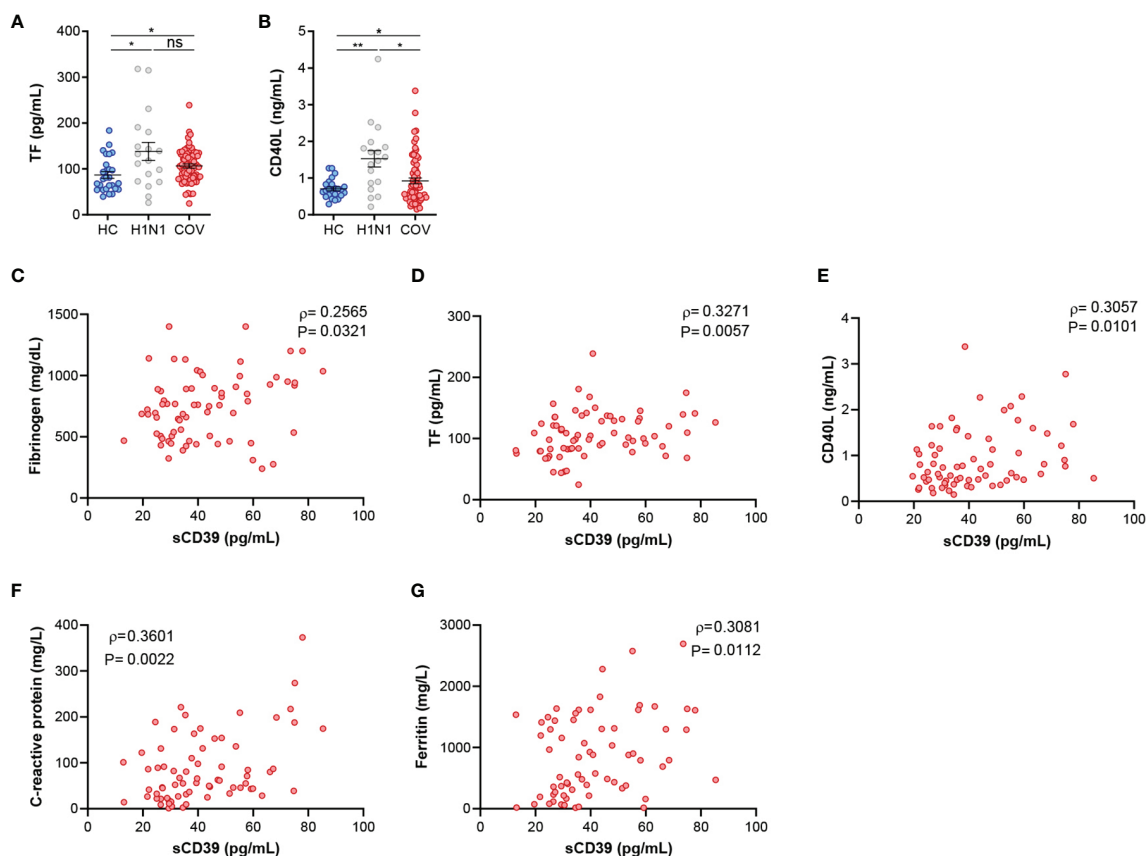 A
TF (pg/mL)
400
300
200
100
0
*
* ns
HC H1N1 COV
B
CD40L (ng/mL)
5
4
3
2
1
0
*
** *
HC H1N1 COV
C
Fibrinogen (mg/dL)
1500
1000
500
0
ρ= 0.2565
P= 0.0321
0 20 40 60 80 100
sCD39 (pg/mL)
D
TF (pg/mL)
300
200
100
0
ρ= 0.3271
P= 0.0057
0 20 40 60 80 100
sCD39 (pg/mL)
E
CD40L (ng/mL)
4
3
2
1
0
ρ= 0.3057
P= 0.0101
0 20 40 60 80 100
sCD39 (pg/mL)
F
C-reactive protein (mg/L)
400
300
200
100
0
ρ=0.3601
P= 0.0022
0 20 40 60 80 100
sCD39 (pg/mL)
G
Ferritin (mg/L)
3000
2000
1000
0
ρ=0.3081
P= 0.0112
0 20 40 60 80 100
sCD39 (pg/mL)